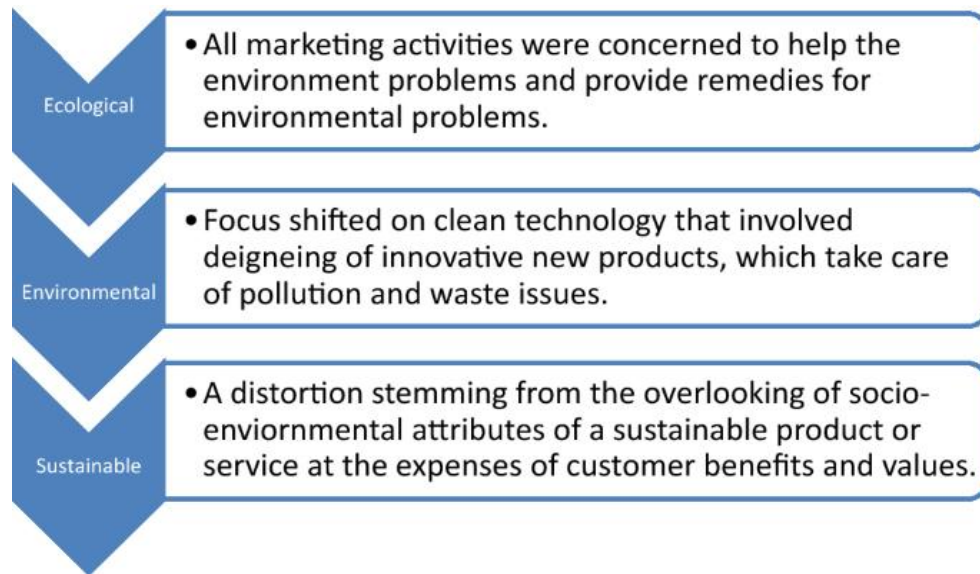 Ecological
• All marketing activities were concerned to help the
environment problems and provide remedies for
environmental problems.
Environmental
• Focus shifted on clean technology that involved
deigneing of innovative new products, which take care
of pollution and waste issues.
Sustainable
• A distortion stemming from the overlooking of socio-
enviornmental attributes of a sustainable product or
service at the expenses of customer benefits and values.